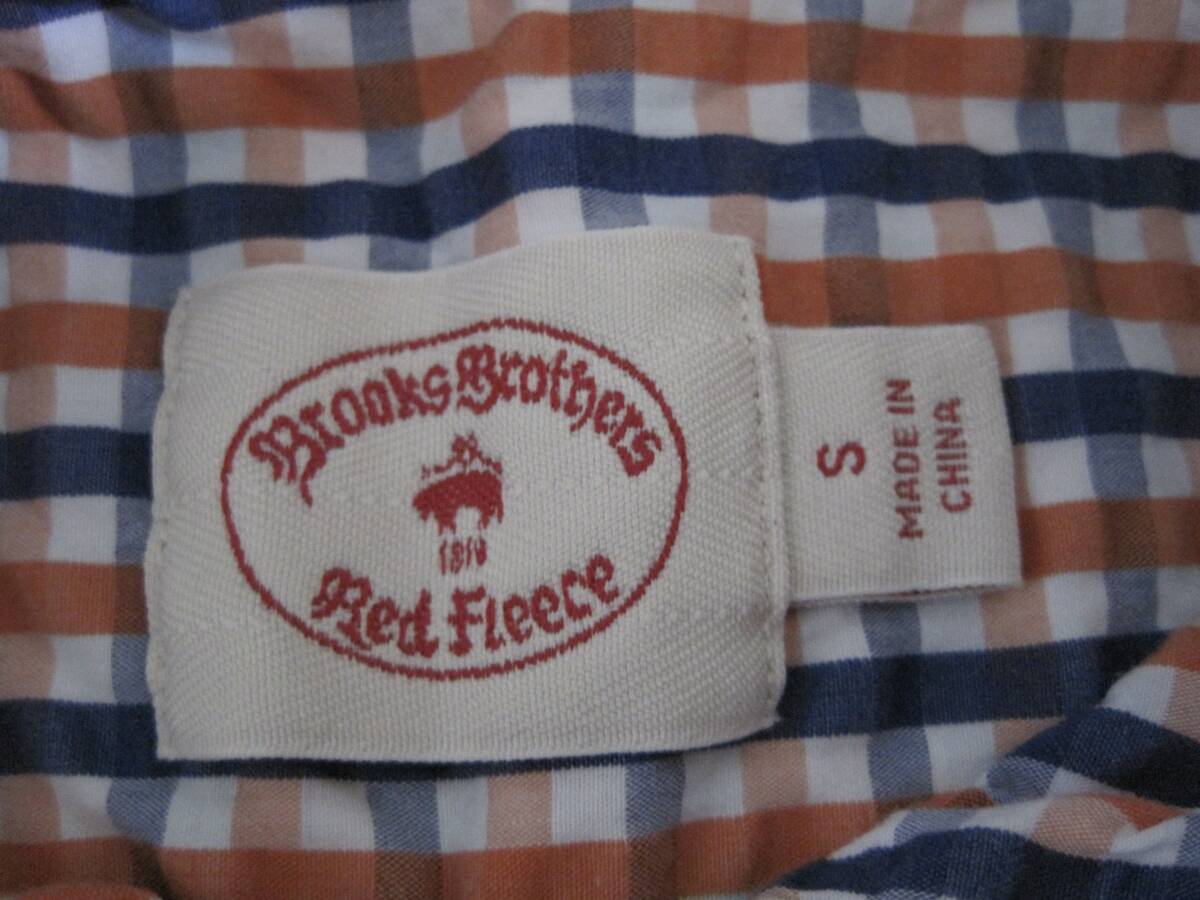 Brooks Brothers
1818
Red Fleece
S
MADE IN
CHINA